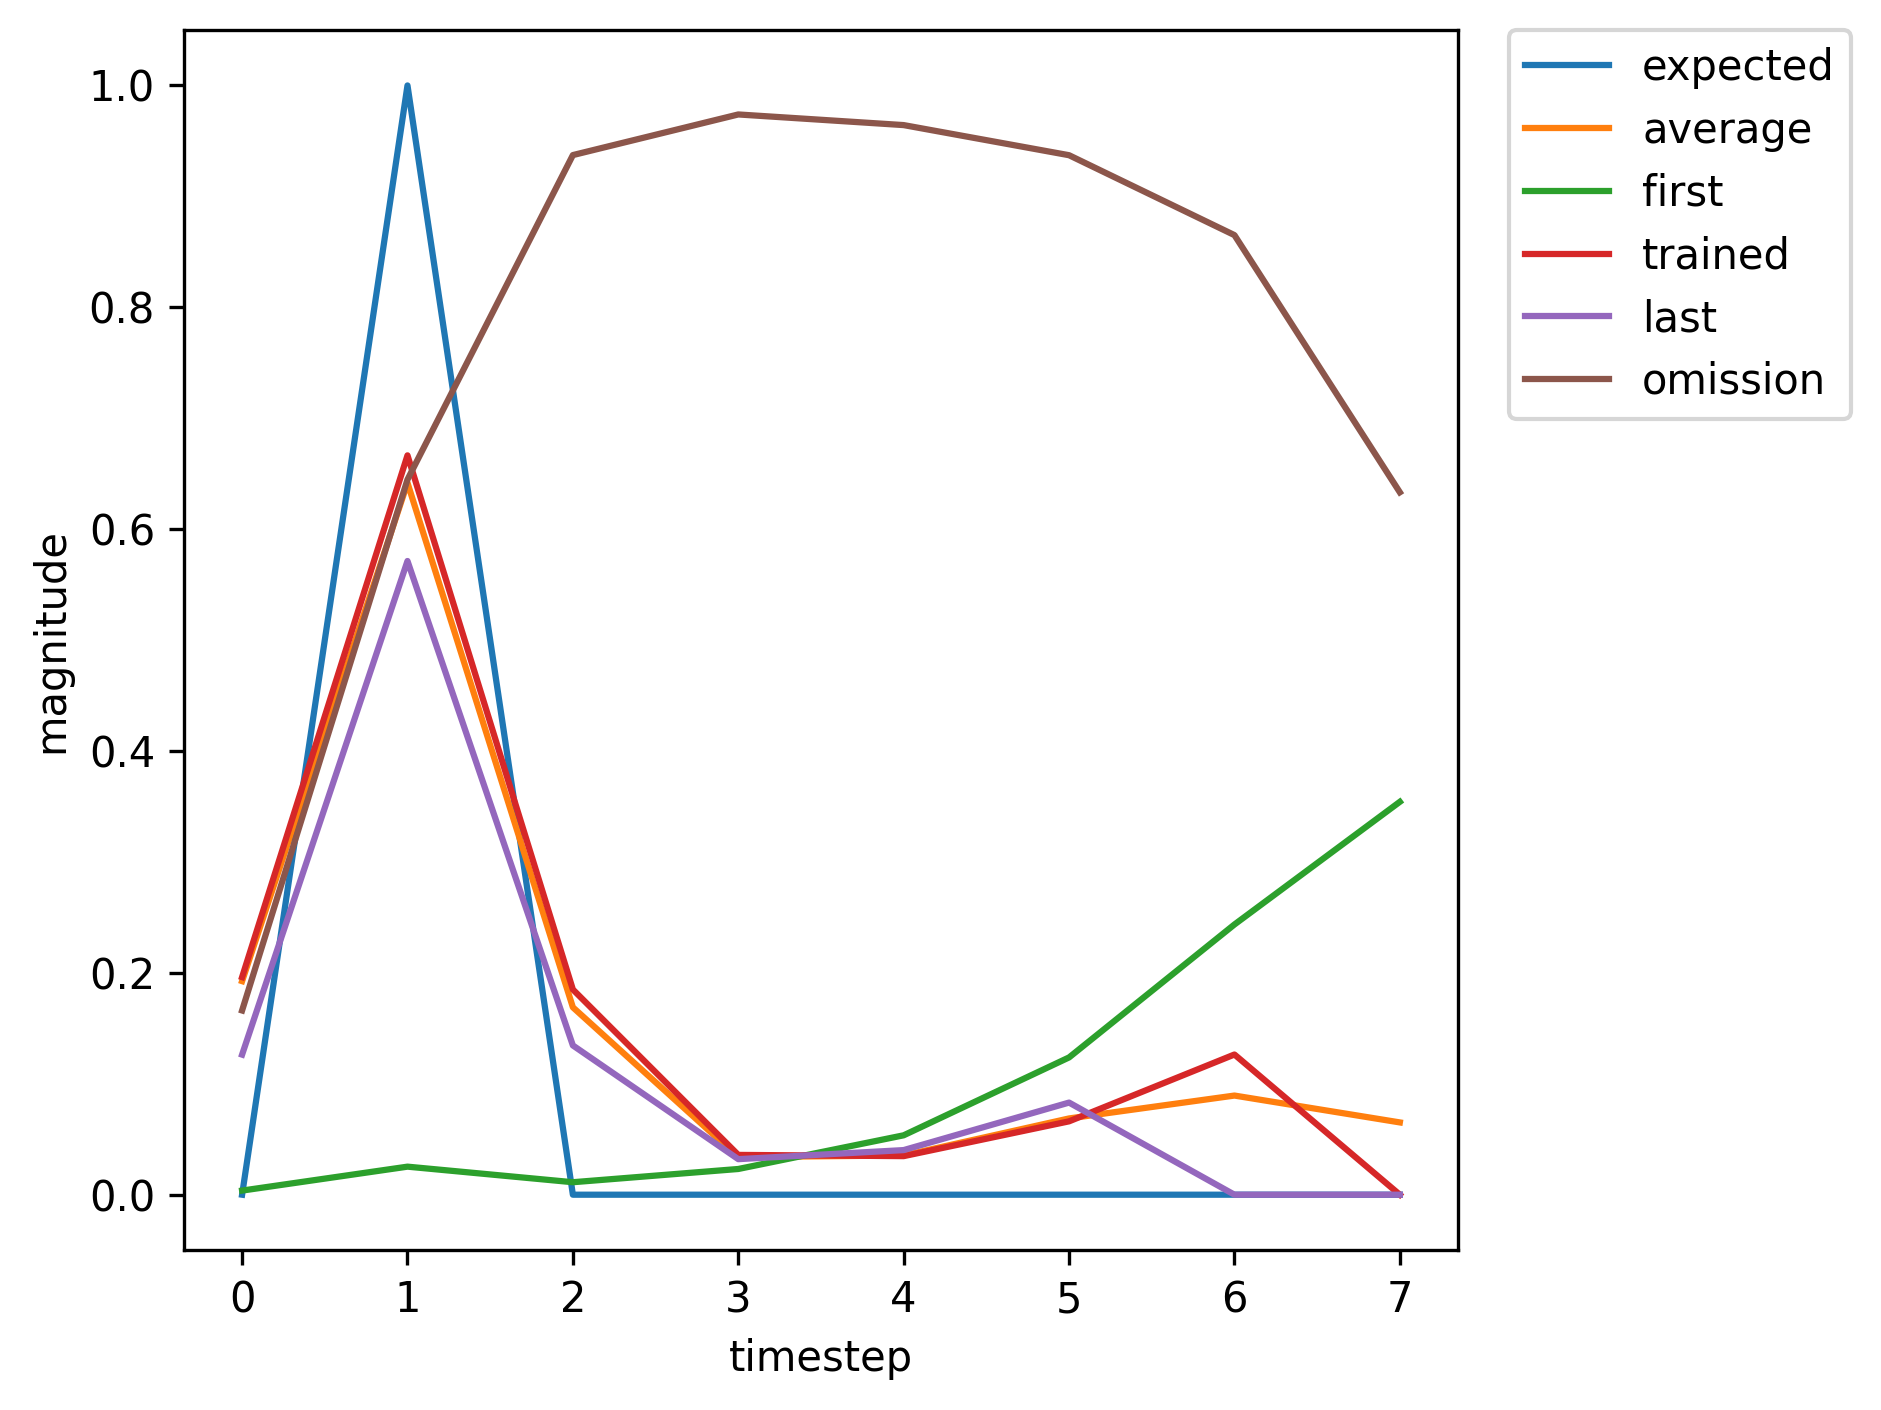 1.0
0.8
0.6
0.4
0.2
0.0
magnitude
0 1 2 3 4 5 6 7
timestep
expected
average
first
trained
last
omission